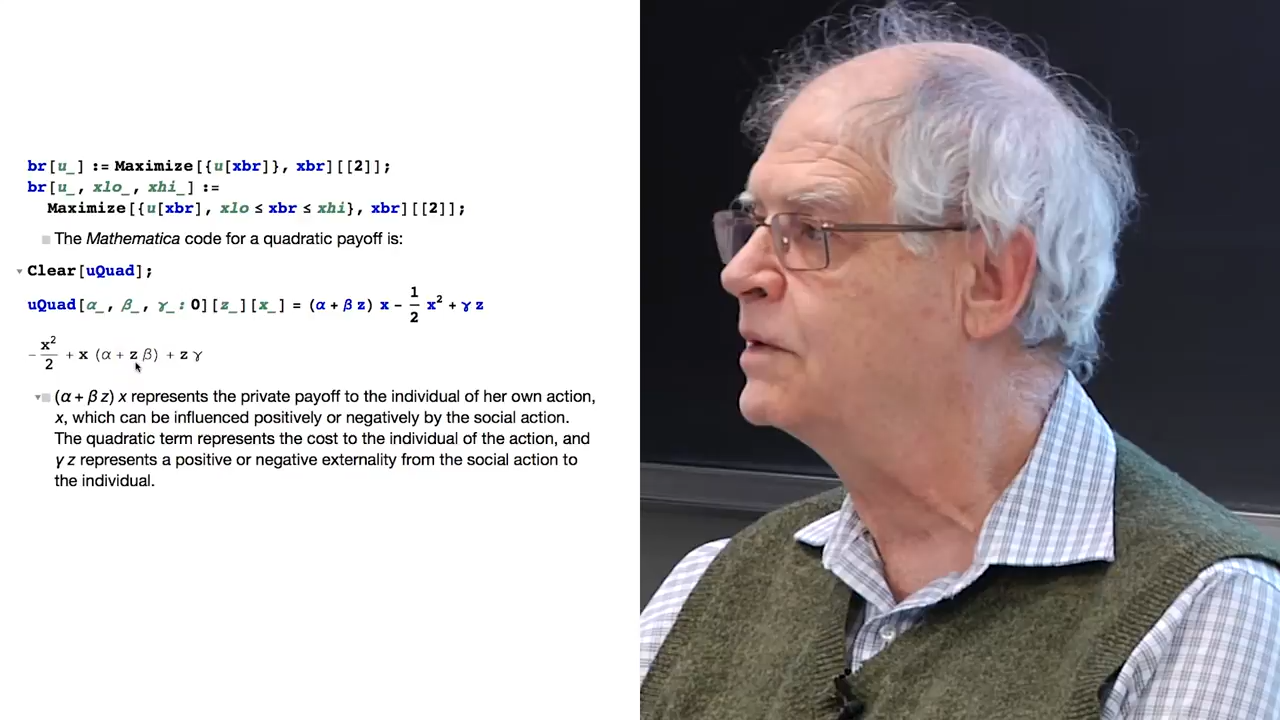 br[u_] := Maximize[{u[xbr]}, xbr][[2]];
br[u_, xlo_, xhi_] :=
Maximize[{u[xbr], xlo ≤ xbr ≤ xhi}, xbr][[2]];
The Mathematica code for a quadratic payoff is:
Clear[uQuad];
uQuad[α_, β_, γ_: 0][z_][x_] = (α + β z) x - 1/2 x² + γ z
- x²/2 + x (α + z β) + z γ
(α + β z) x represents the private payoff to the individual of her own action,
x, which can be influenced positively or negatively by the social action.
The quadratic term represents the cost to the individual of the action, and
γ z represents a positive or negative externality from the social action to
the individual.